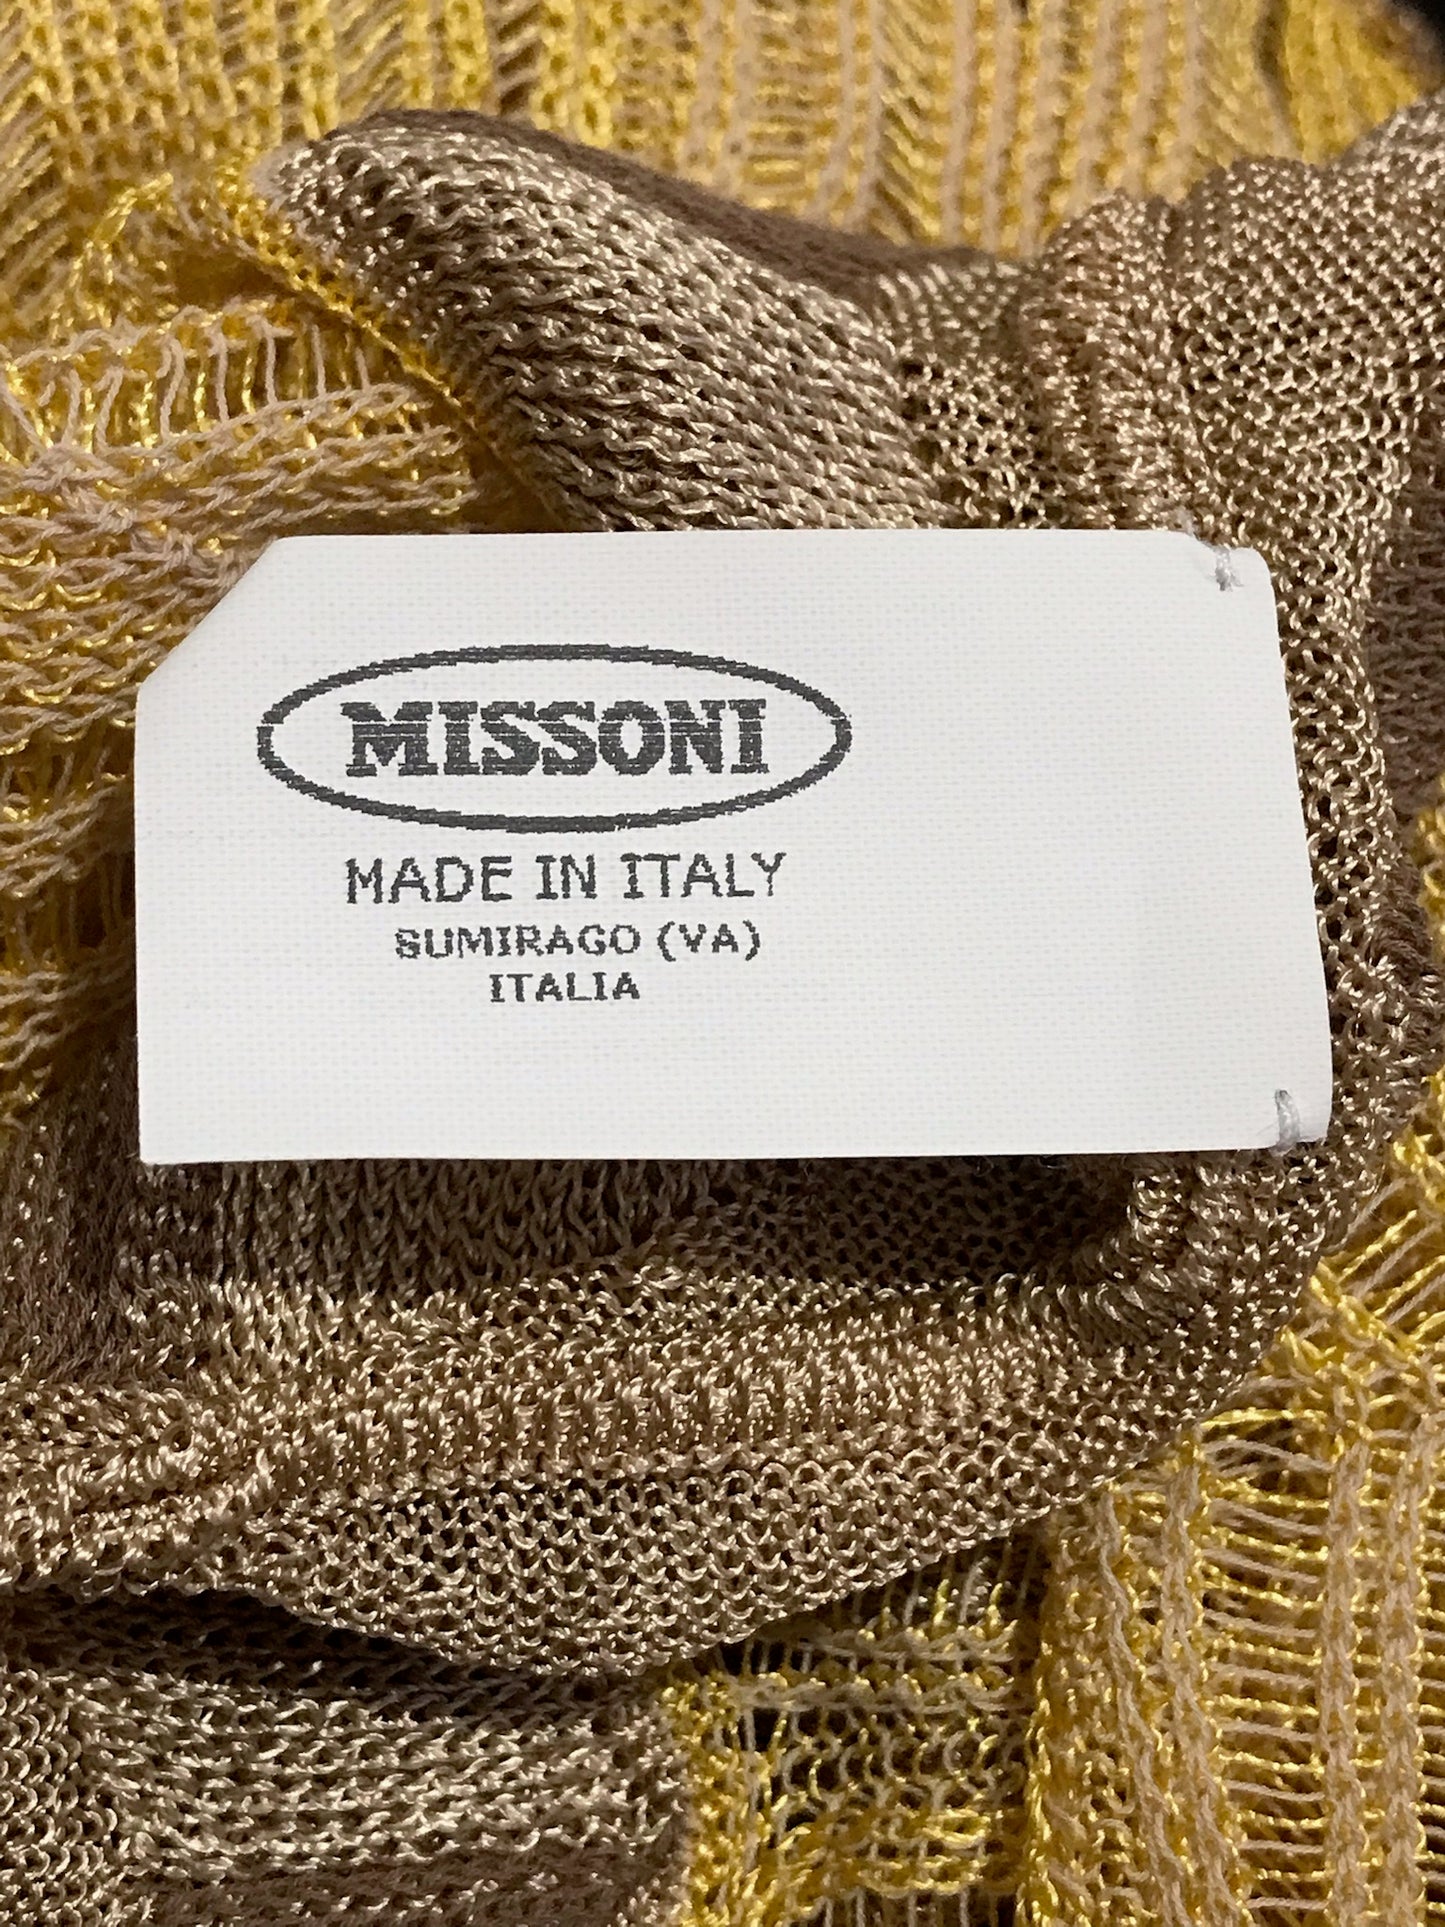 MISSONI
MADE IN ITALY
SUMIRAGO (VA)
ITALIA